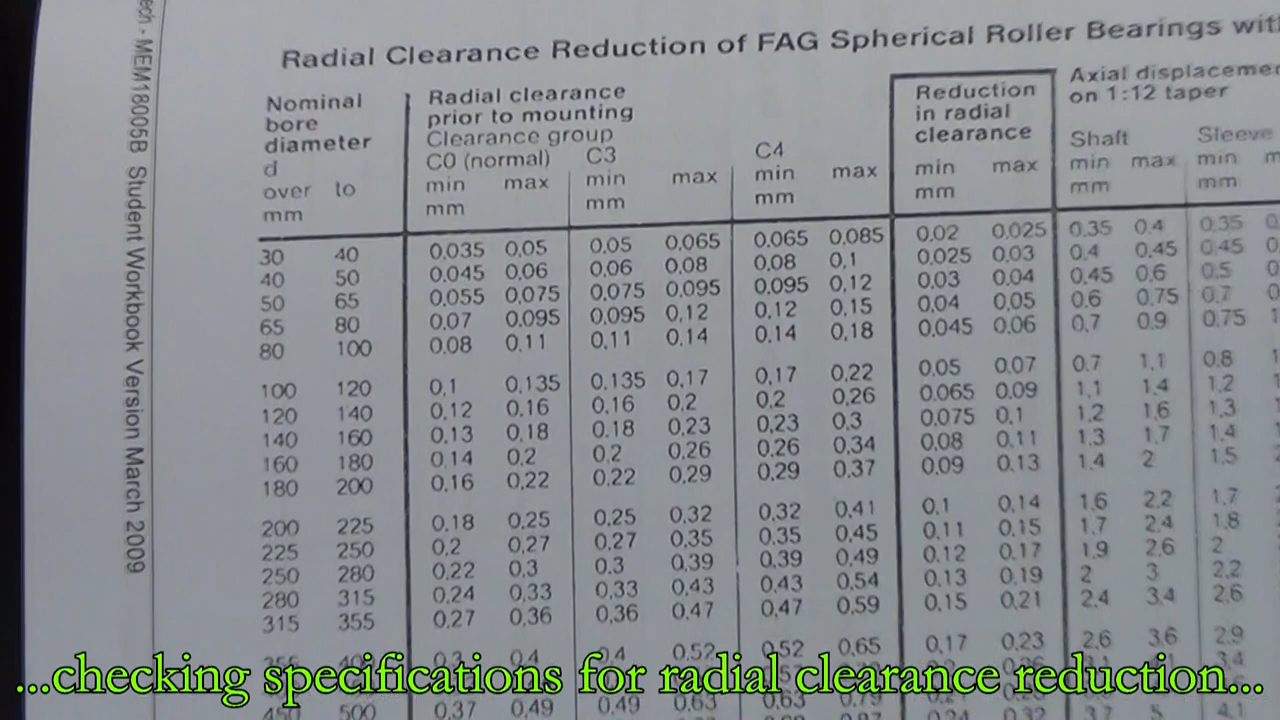 ech - MEM18005B Student Workbook Version March 2009
Radial Clearance Reduction of FAG Spherical Roller Bearings
Nominal
bore
diameter
d
over to
mm
Radial clearance
prior to mounting
Clearance group
C0 (normal) C3 C4
min max min max min max
mm mm mm
Reduction
in radial
clearance
min max
mm
Axial
on 1:12 taper
Shaft Sleeve
min max min
mm mm
30 40 0,035 0,05 0,05 0,065 0,065 0,085 0,02 0,025 0,35 0,4 0,35
40 50 0,045 0,06 0,06 0,08 0,08 0,1 0,025 0,03 0,4 0,45 0,45
50 65 0,055 0,075 0,075 0,095 0,095 0,12 0,03 0,04 0,45 0,6 0,5
65 80 0,07 0,095 0,095 0,12 0,12 0,15 0,04 0,05 0,6 0,75 0,7
80 100 0,08 0,11 0,11 0,14 0,14 0,18 0,045 0,06 0,7 0,9 0,75
100 120 0,1 0,135 0,135 0,17 0,17 0,22 0,05 0,07 0,7 1,1 0,8
120 140 0,12 0,16 0,16 0,2 0,2 0,26 0,065 0,09 1,1 1,4 1,2
140 160 0,13 0,18 0,18 0,23 0,23 0,3 0,075 0,1 1,2 1,6 1,3
160 180 0,14 0,2 0,2 0,26 0,26 0,34 0,08 0,11 1,3 1,7 1,4
180 200 0,16 0,22 0,22 0,29 0,29 0,37 0,09 0,13 1,4 2 1,5
200 225 0,18 0,25 0,25 0,32 0,32 0,41 0,1 0,14 1,6 2,2 1,7
225 250 0,2 0,27 0,27 0,35 0,35 0,45 0,11 0,15 1,7 2,4 1,8
250 280 0,22 0,3 0,3 0,39 0,39 0,49 0,12 0,17 1,9 2,6 2
280 315 0,24 0,33 0,33 0,43 0,43 0,54 0,13 0,19 2 3 2,2
315 355 0,27 0,36 0,36 0,47 0,47 0,59 0,15 0,21 2,4 3,4 2,6
0,4 0,52 0,52 0,65 0,17 0,23 2,6 3,6 2,9
...checking specifications for radial clearance reduction...
500 0,37 0,49 0,49 0,63 0,63